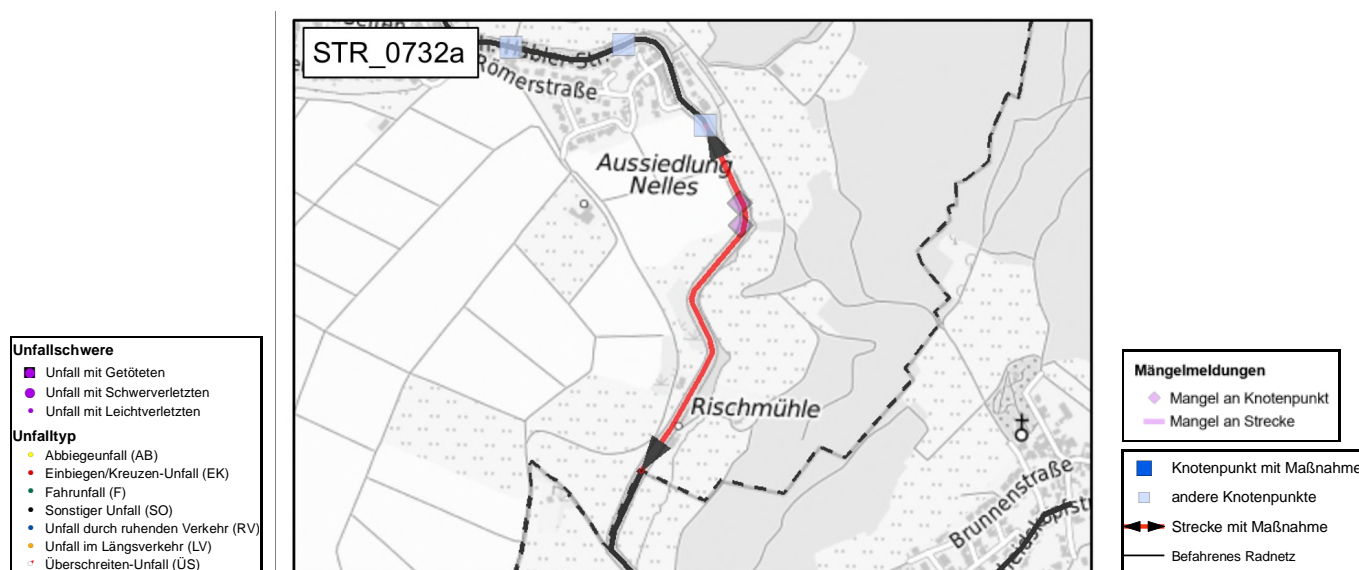 STR_0732a
Römerstraße
Aussiedlung
Nelles
Rischmühle
Brunnenstraße
Unfallschwere
Unfall mit Getöteten
Unfall mit Schwerverletzten
Unfall mit Leichtverletzten
Unfalltyp
Abbiegeunfall (AB)
Einbiegen/Kreuzen-Unfall (EK)
Fahrunfall (F)
Sonstiger Unfall (SO)
Unfall durch ruhenden Verkehr (RV)
Unfall im Längsverkehr (LV)
Überschreiten-Unfall (ÜS)
Mängelmeldungen
Mangel an Knotenpunkt
Mangel an Strecke
Knotenpunkt mit Maßnahme
andere Knotenpunkte
Strecke mit Maßnahme
Befahrenes Radnetz